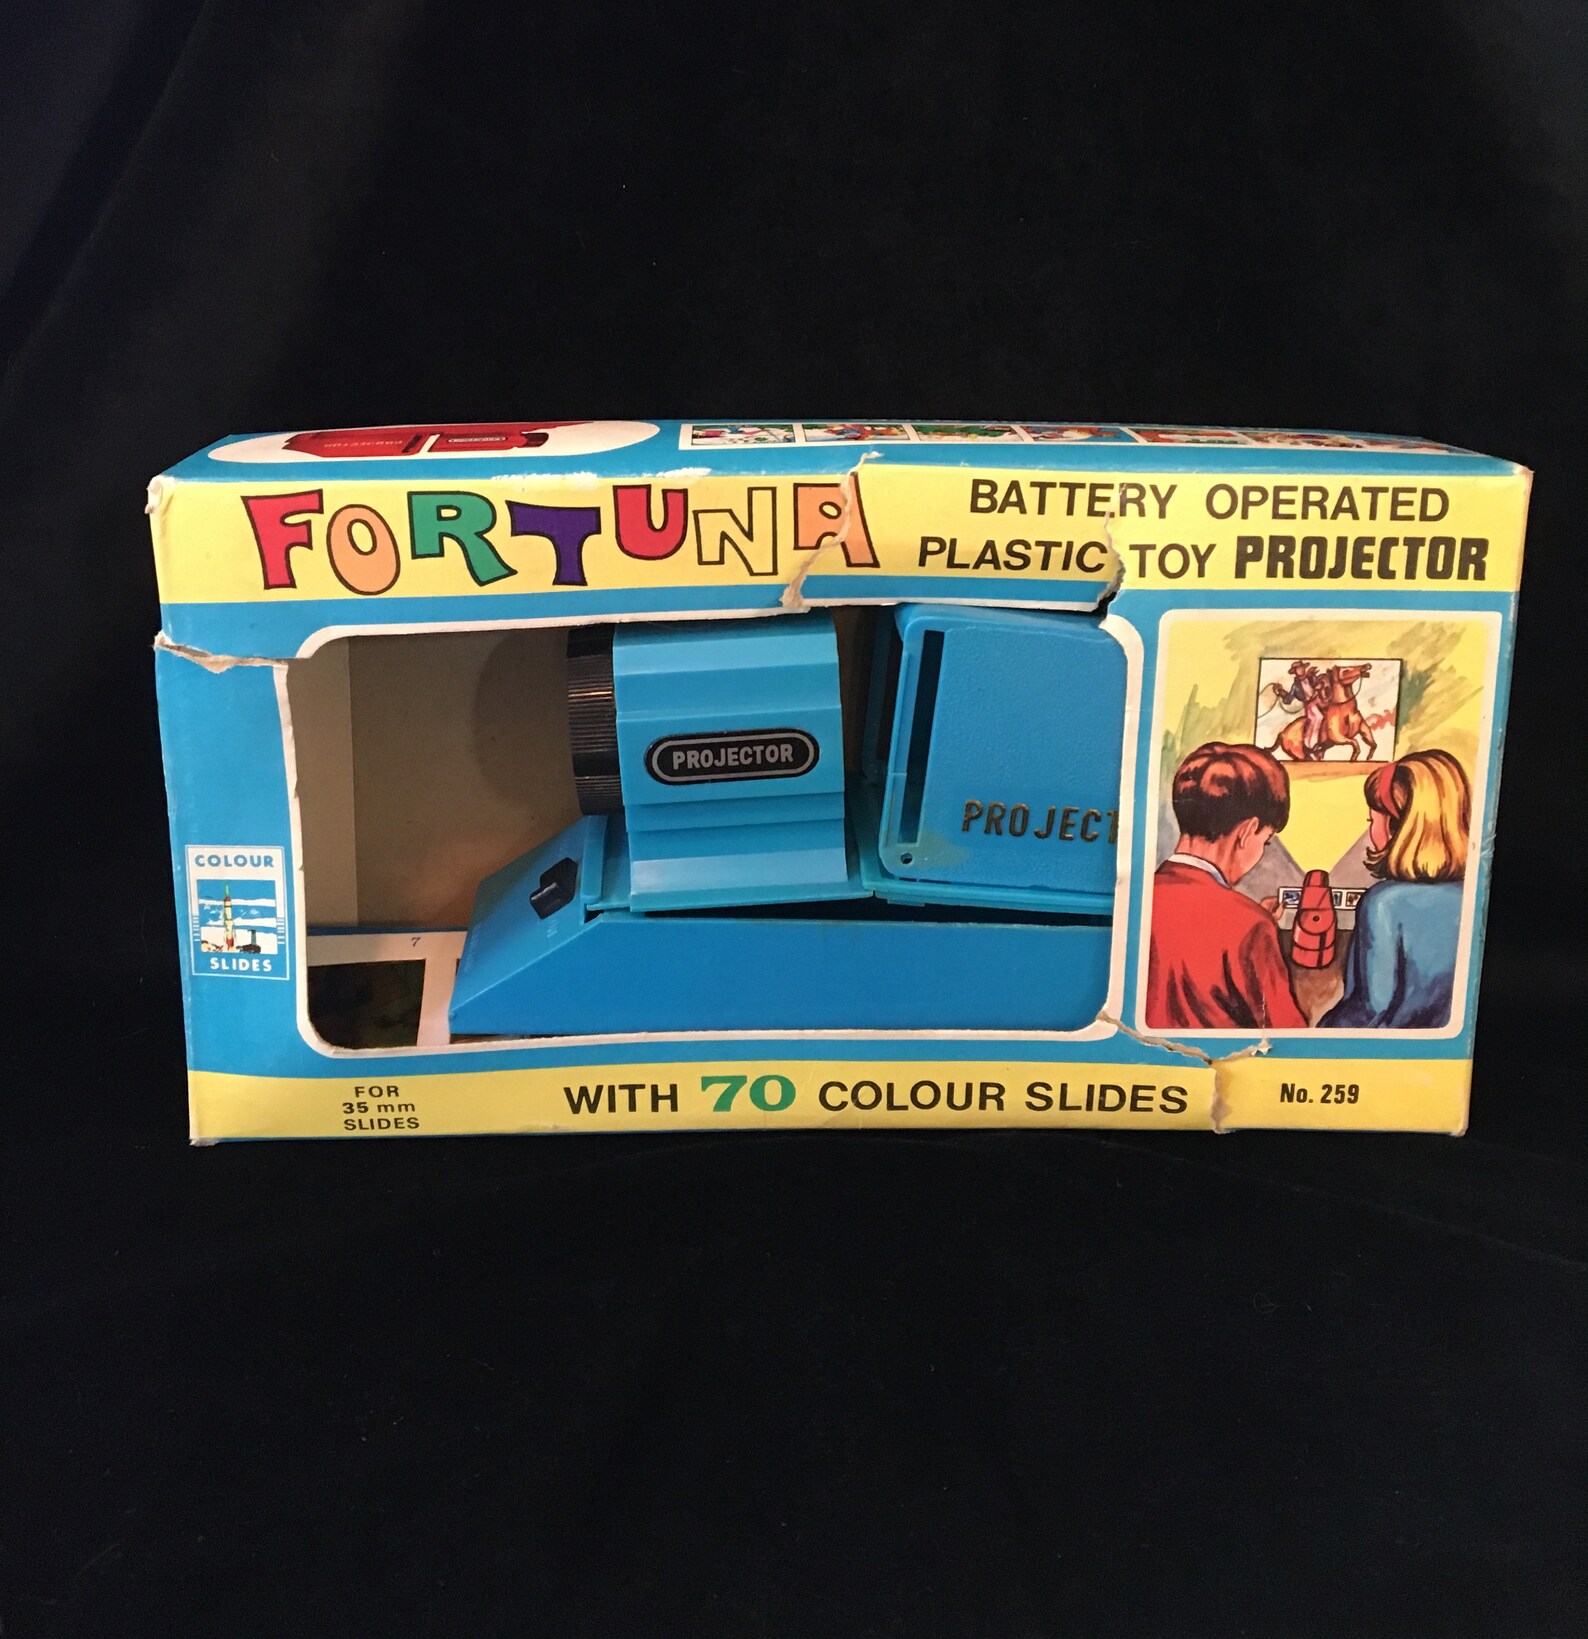 FORTUNA
BATTERY OPERATED
PLASTIC TOY PROJECTOR
PROJECTOR
PROJECT
COLOUR
SLIDES
7
FOR
35 mm
SLIDES
WITH 70 COLOUR SLIDES
No. 259